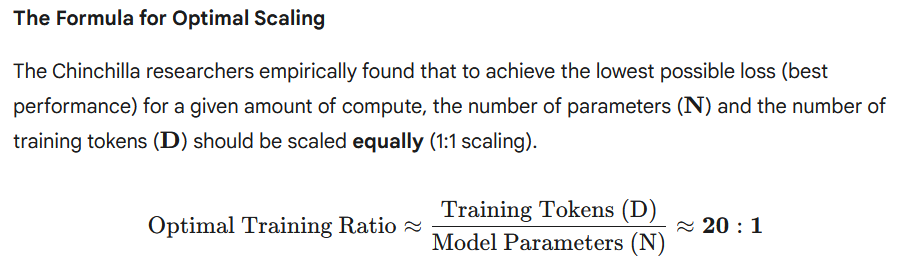 The Formula for Optimal Scaling
The Chinchilla researchers empirically found that to achieve the lowest possible loss (best
performance) for a given amount of compute, the number of parameters (N) and the number of
training tokens (D) should be scaled equally (1:1 scaling).
Optimal Training Ratio ≈ Training Tokens (D) / Model Parameters (N) ≈ 20 : 1